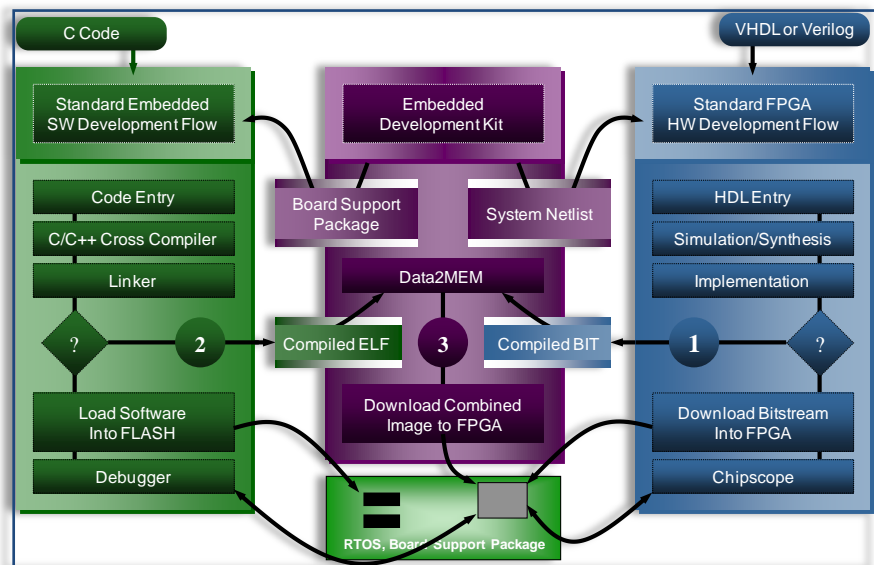 C Code
VHDL or Verilog
Standard Embedded
SW Development Flow
Embedded
Development Kit
Standard FPGA
HW Development Flow
Code Entry
Board Support
Package
System Netlist
HDL Entry
C/C++ Cross Compiler
Simulation/Synthesis
Linker
Data2MEM
Implementation
?
2
Compiled ELF
3
Compiled BIT
1
?
Load Software
Into FLASH
Download Combined
Image to FPGA
Download Bitstream
Into FPGA
Debugger
Chipscope
RTOS, Board Support Package